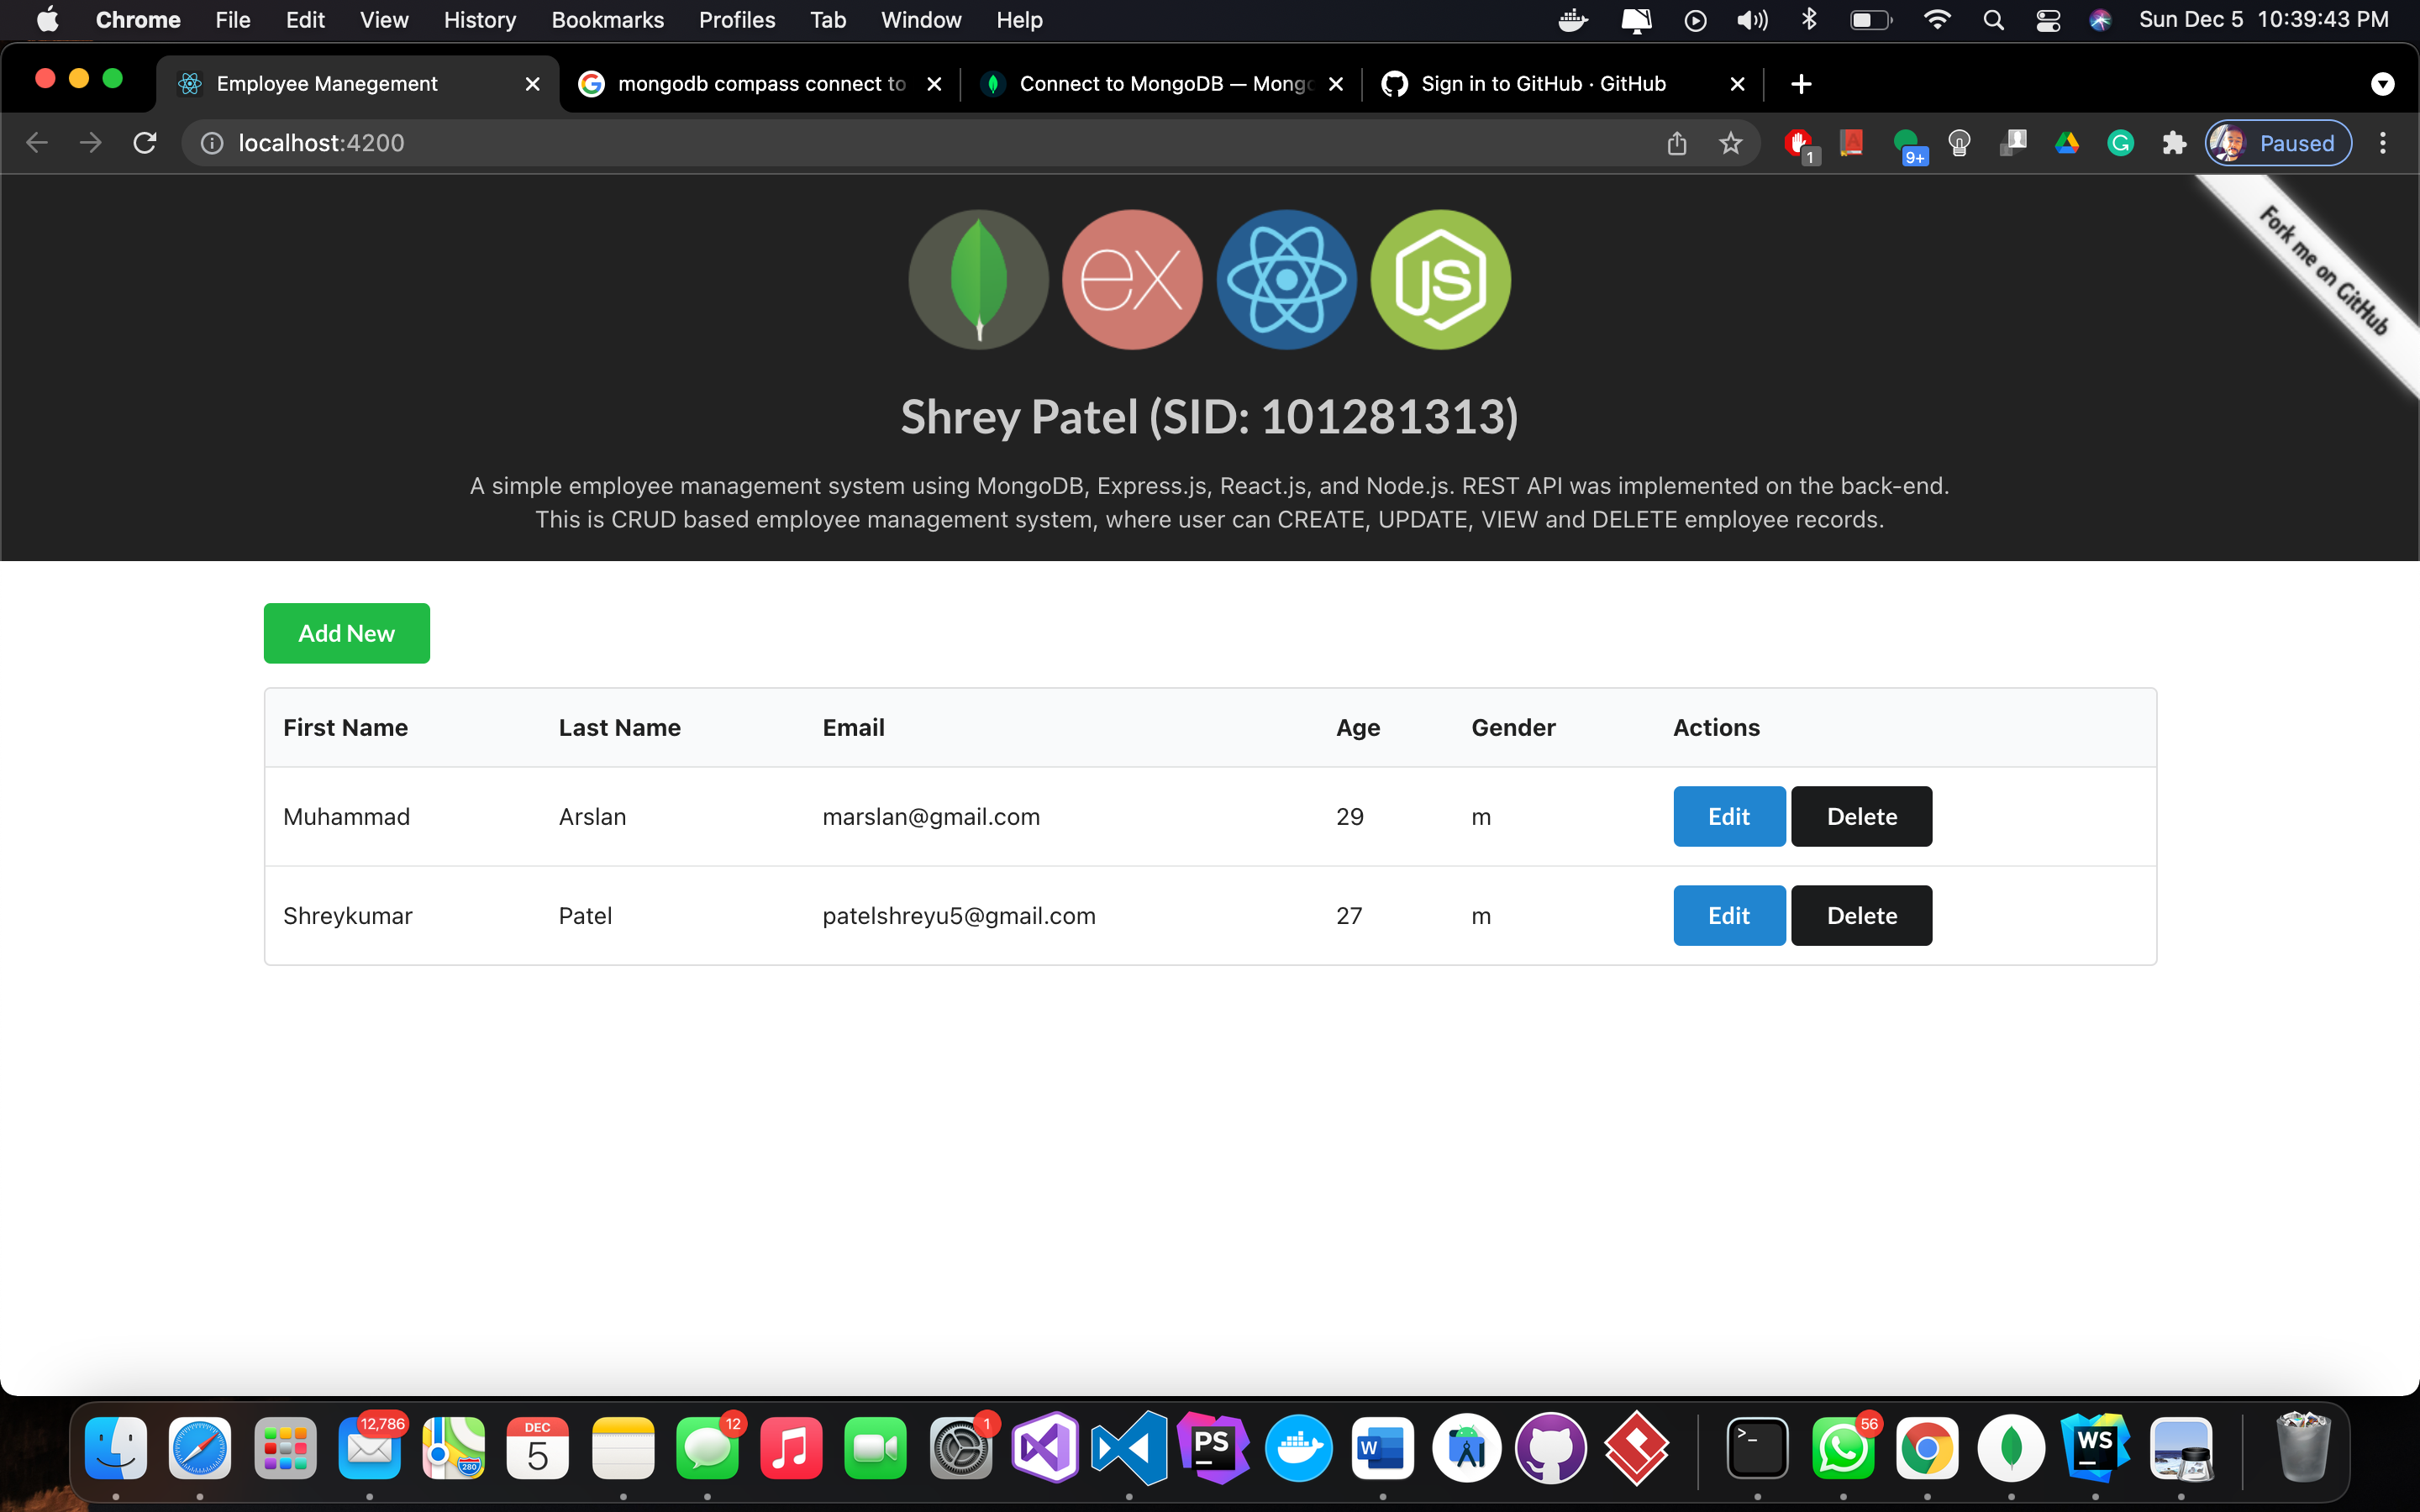 Chrome File Edit View History Bookmarks Profiles Tab Window Help Sun Dec 5 10:39:43 PM
Employee Manegement mongodb compass connect to Connect to MongoDB — Mong Sign in to GitHub · GitHub
localhost:4200 1 9+ Paused
ex JS
Fork me on GitHub
Shrey Patel (SID: 101281313)
A simple employee management system using MongoDB, Express.js, React.js, and Node.js. REST API was implemented on the back-end.
This is CRUD based employee management system, where user can CREATE, UPDATE, VIEW and DELETE employee records.
Add New
First Name Last Name Email Age Gender Actions
Muhammad Arslan marslan@gmail.com 29 m Edit Delete
Shreykumar Patel patelshreyu5@gmail.com 27 m Edit Delete
12,786 12 1 56
DEC
5 280 PS W >_ WS